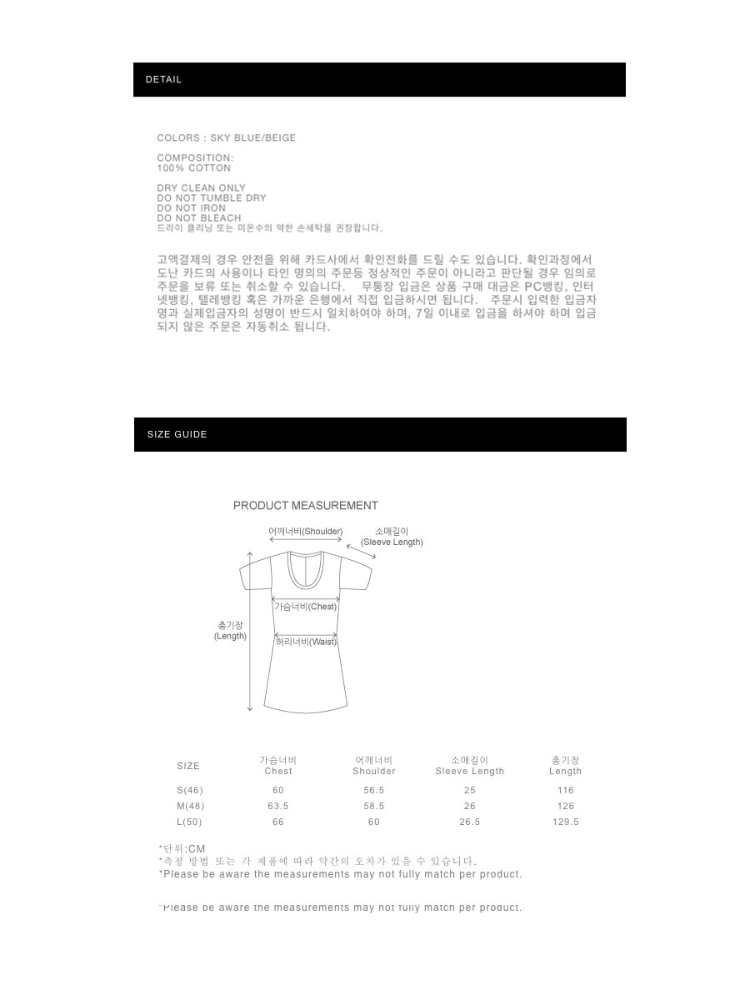 DETAIL
COLORS : SKY BLUE/BEIGE
COMPOSITION:
100% COTTON
DRY CLEAN ONLY
DO NOT TUMBLE DRY
DO NOT IRON
DO NOT BLEACH
드라이 클리닝 또는 미온수의 약한 손세탁을 권장합니다.
고액결제의 경우 안전을 위해 카드사에서 확인전화를 드릴 수도 있습니다. 확인과정에서
도난 카드의 사용이나 타인 명의의 주문등 정상적인 주문이 아니라고 판단될 경우 임의로
주문을 보류 또는 취소할 수 있습니다. 무통장 입금은 상품 구매 대금은 PC뱅킹, 인터
넷뱅킹, 텔레뱅킹 혹은 가까운 은행에서 직접 입금하시면 됩니다. 주문시 입력한 입금자
명과 실제입금자의 성명이 반드시 일치하여야 하며, 7일 이내로 입금을 하셔야 하며 입금
되지 않은 주문은 자동취소 됩니다.
SIZE GUIDE
PRODUCT MEASUREMENT
어깨너비(Shoulder)
소매길이
(Sleeve Length)
가슴너비(Chest)
총기장
(Length)
허리너비(Waist)
SIZE 가슴너비 Chest 어깨너비 Shoulder 소매길이 Sleeve Length 총기장 Length
S(46) 60 56.5 25 116
M(48) 63.5 58.5 26 126
L(50) 66 60 26.5 129.5
*단위:CM
*측정 방법 또는 각 제품에 따라 약간의 오차가 있을 수 있습니다.
*Please be aware the measurements may not fully match per product.
*Please be aware the measurements may not fully match per product.